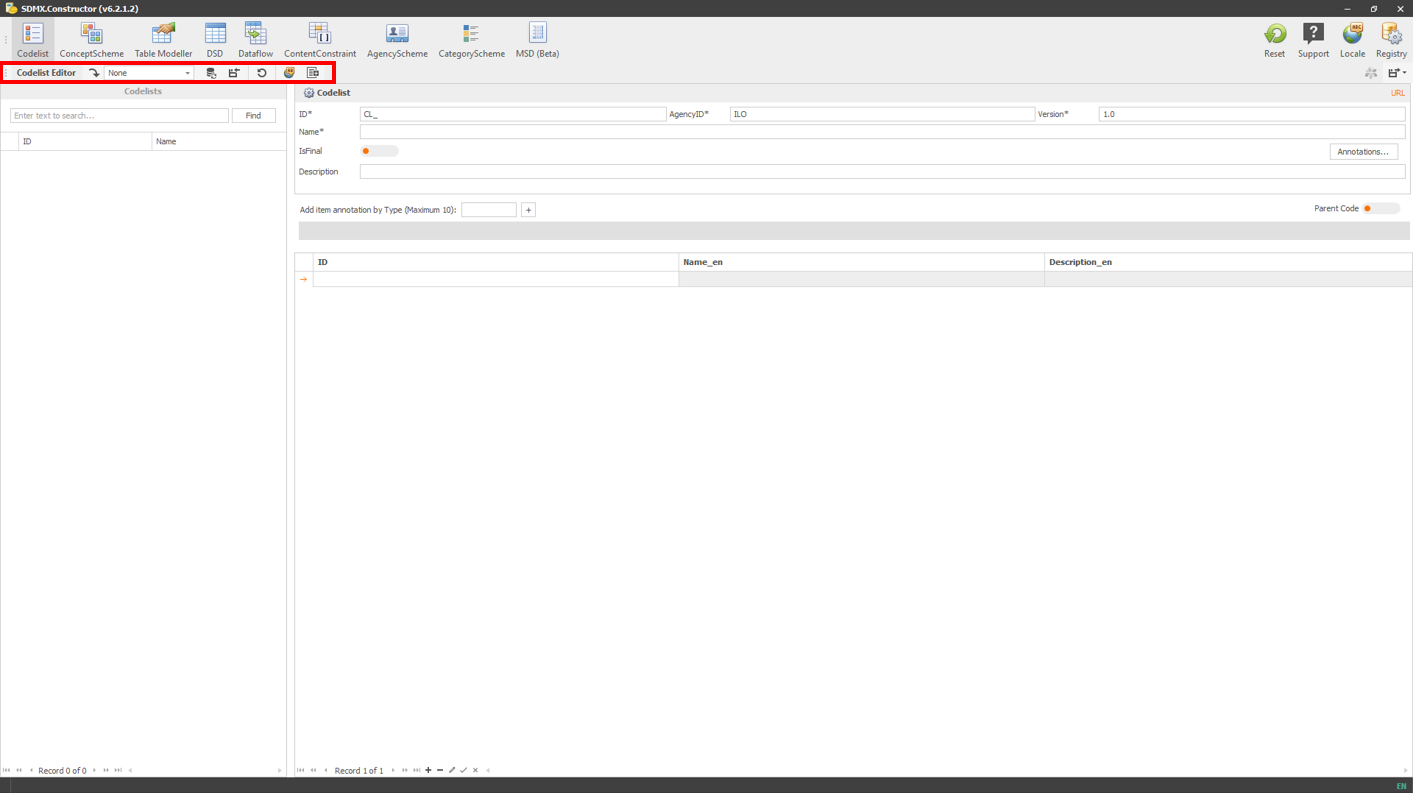 SDMX.Constructor (v6.2.1.2)
Codelist ConceptScheme Table Modeller DSD Dataflow ContentConstraint AgencyScheme CategoryScheme MSD (Beta) Reset Support Locale Registry
Codelist Editor None
Codelists
Codelist URL
Enter text to search... Find
ID* CL_ AgencyID* ILO Version* 1.0
Name*
ID Name
IsFinal Annotations...
Description
Add item annotation by Type (Maximum 10): + Parent Code
ID Name_en Description_en
Record 0 of 0 Record 1 of 1
EN